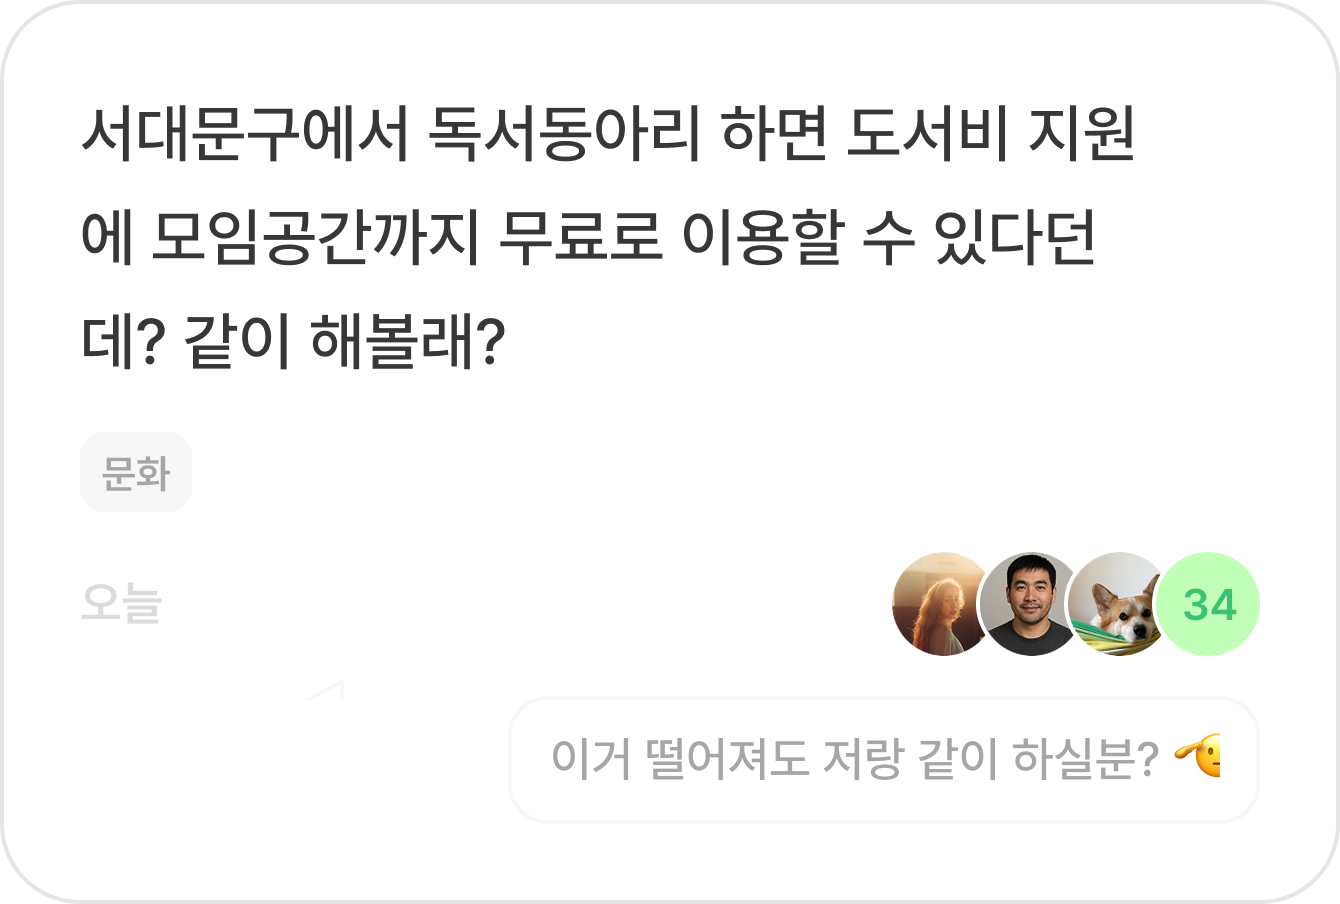 서대문구에서 독서동아리 하면 도서비 지원
에 모임공간까지 무료로 이용할 수 있다던
데? 같이 해볼래?
문화
오늘
34
이거 떨어져도 저랑 같이 하실분?